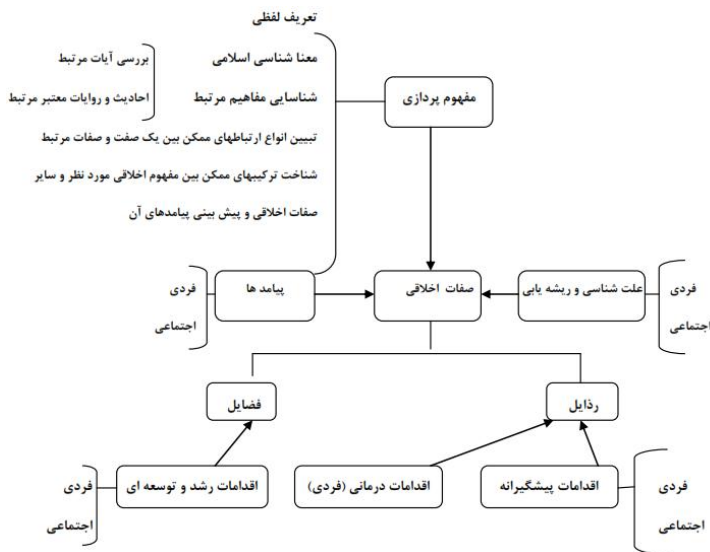 تعریف لفظی
معنا شناسی اسلامی
بررسی آیات مرتبط
مفهوم پردازی
شناسایی مفاهیم مرتبط
احادیث و روایات معتبر مرتبط
تبیین انواع ارتباطهای ممکن بین یک صفت و صفات مرتبط
شناخت ترکیبهای ممکن بین مفهوم اخلاقی مورد نظر و سایر
صفات اخلاقی و پیش بینی پیامدهای آن
فردی
علت شناسی و ریشه یابی
صفات اخلاقی
پیامد ها
فردی
اجتماعی
اجتماعی
رذایل
فضایل
فردی
اقدامات پیشگیرانه
اقدامات درمانی (فردی)
اقدامات رشد و توسعه ای
فردی
اجتماعی
اجتماعی